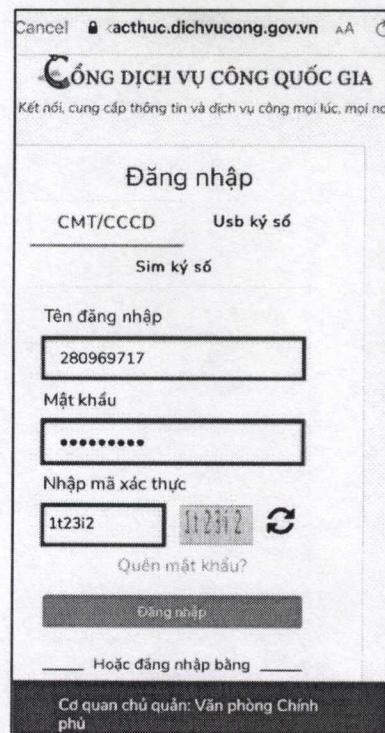 Cancel xacthuc.dichvucong.gov.vn AA
CỔNG DỊCH VỤ CÔNG QUỐC GIA
Kết nối, cung cấp thông tin và dịch vụ công mọi lúc, mọi
Đăng nhập
CMT/CCCD Usb ký số
Sim ký số
Tên đăng nhập
280969717
Mật khẩu
•••••••••
Nhập mã xác thực
1t23i2 1t23i2
Quên mật khẩu?
Đăng nhập
Hoặc đăng nhập bằng
Cơ quan chủ quản: Văn phòng Chính
phủ